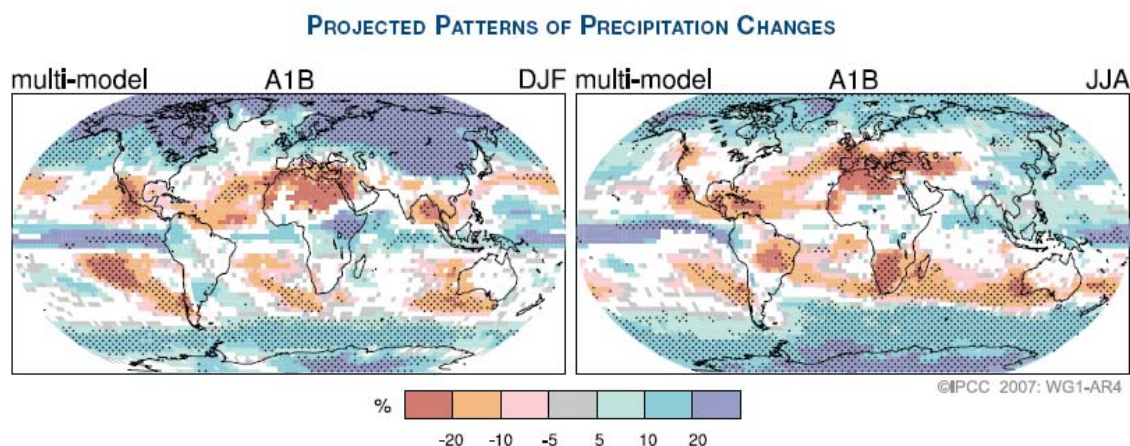 PROJECTED PATTERNS OF PRECIPITATION CHANGES
multi-model A1B DJF
multi-model A1B JJA
©IPCC 2007: WG1-AR4
%
-20 -10 -5 5 10 20